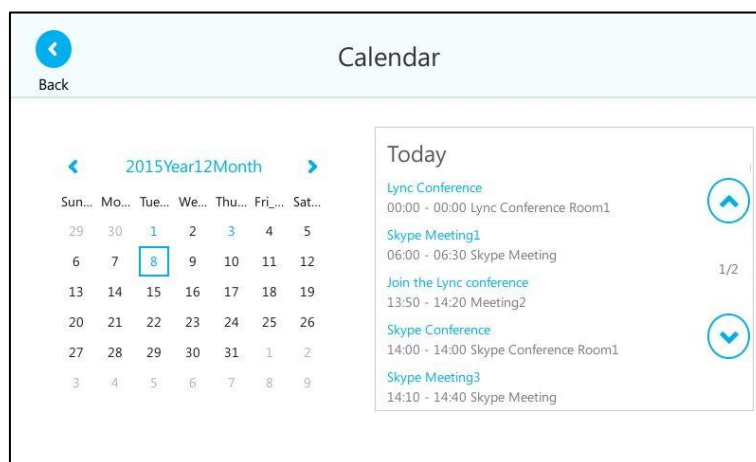 Calendar
Back
2015Year12Month
Sun... Mo... Tue... We... Thu... Fri_... Sat...
29 30 1 2 3 4 5
6 7 8 9 10 11 12
13 14 15 16 17 18 19
20 21 22 23 24 25 26
27 28 29 30 31 1 2
3 4 5 6 7 8 9
Today
Lync Conference
00:00 - 00:00 Lync Conference Room1
Skype Meeting1
06:00 - 06:30 Skype Meeting
Join the Lync conference
13:50 - 14:20 Meeting2
Skype Conference
14:00 - 14:00 Skype Conference Room1
Skype Meeting3
14:10 - 14:40 Skype Meeting
1/2